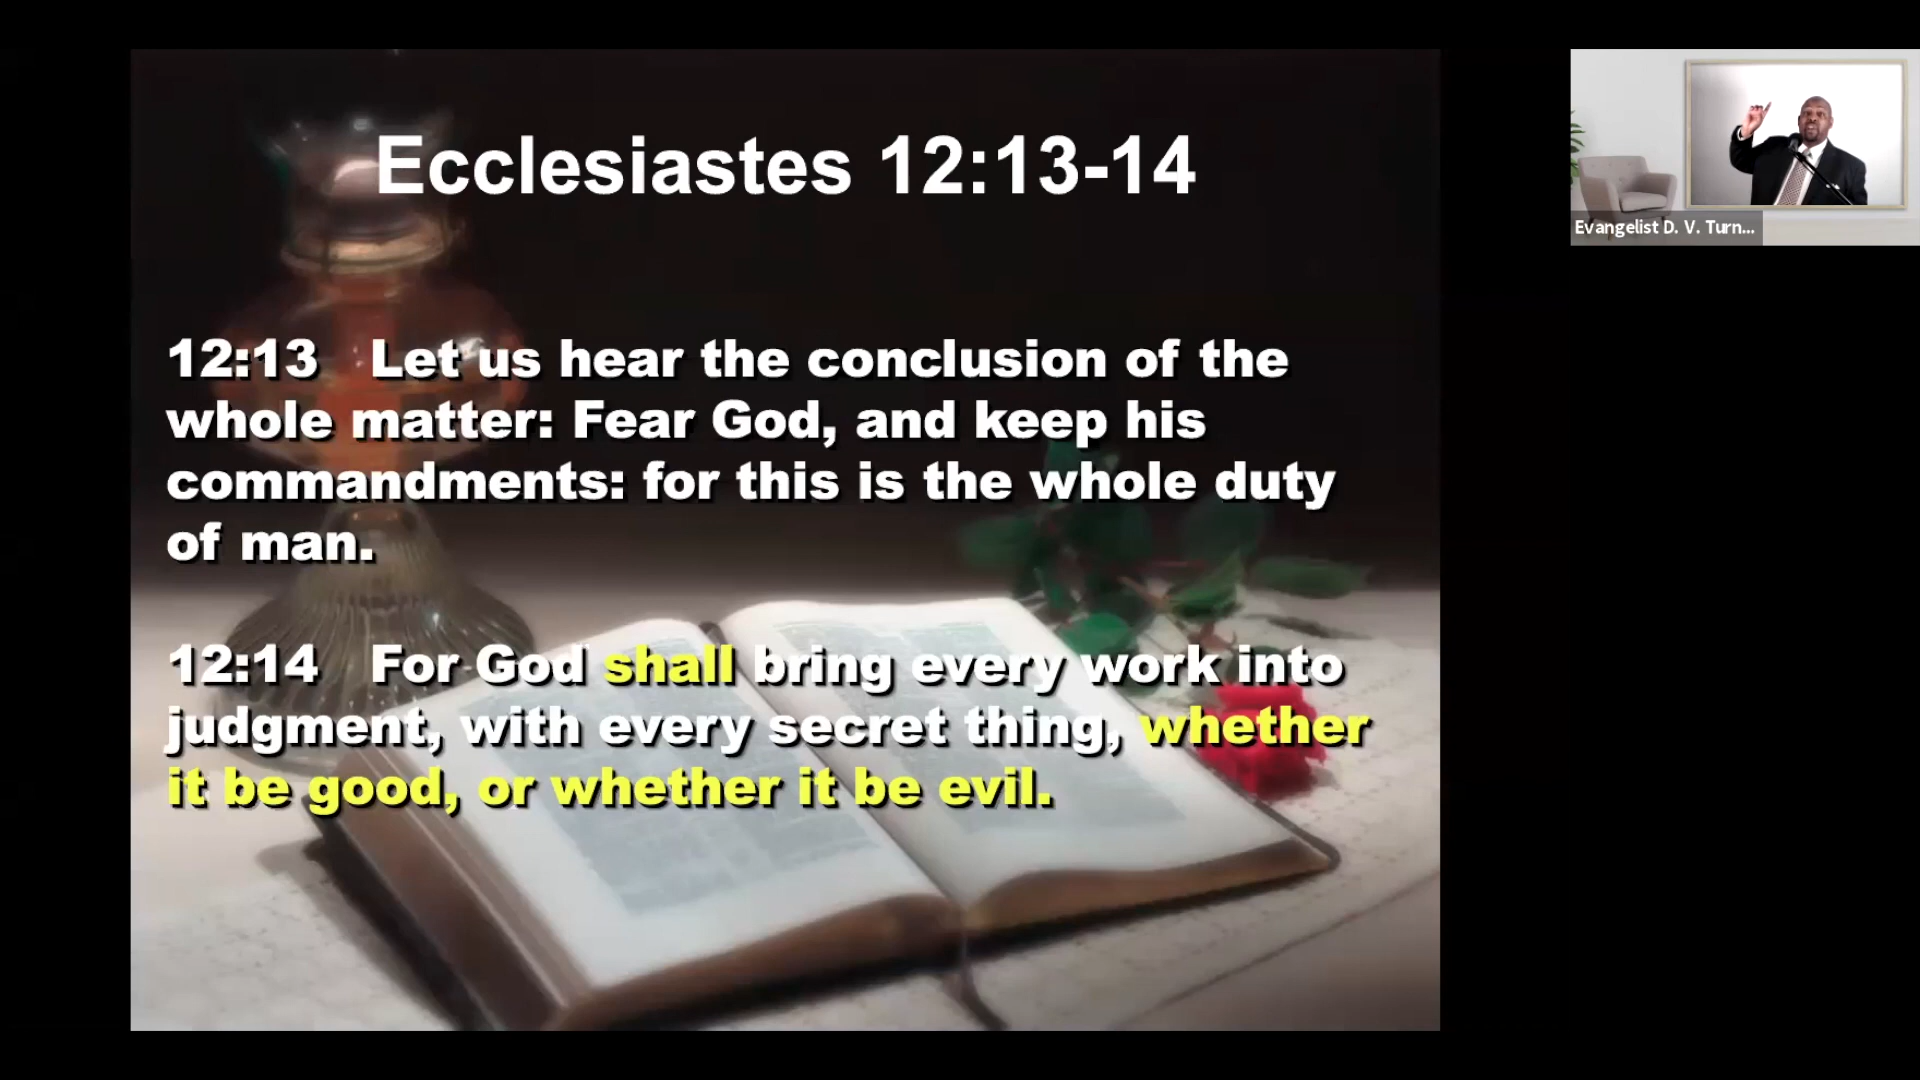 Ecclesiastes 12:13-14
12:13 Let us hear the conclusion of the
whole matter: Fear God, and keep his
commandments: for this is the whole duty
of man.
12:14 For God shall bring every work into
judgment, with every secret thing, whether
it be good, or whether it be evil.
Evangelist D. V. Turn...